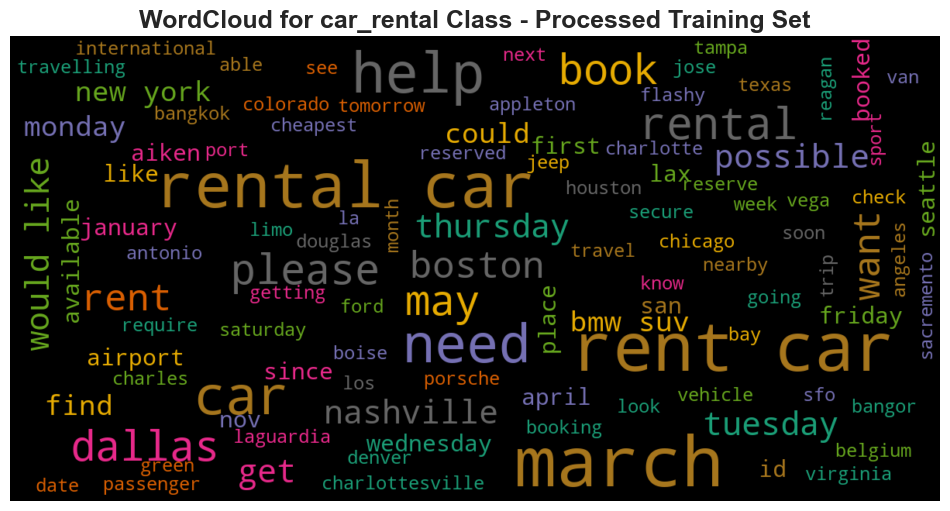 WordCloud for car_rental Class - Processed Training Set
international
able
see
help
next
book
tampa
jose
travelling
new york
colorado
tomorrow
appleton
flashy
texas
reagan
booked
van
bangkok
cheapest
monday
could
rental
sport
aiken
port
reserved
first
charlotte
possible
jeep
like
rental car
houston
lax
reserve
check
seattle
would like
available
january
la
month
thursday
secure
week
vega
limo
douglas
travel
chicago
soon
want
angeles
antonio
please
boston
nearby
trip
know
rent
getting
ford
may
place
san
going
sacramento
require
saturday
bmw suv
friday
need
rent car
bay
airport
boise
since
charles
los
porsche
car
april
vehicle
sfo
find
nov
nashville
look
bangor
booking
tuesday
dallas
laguardia
wednesday
belgium
green
denver
get
march
id
virginia
date
passenger
charlottesville